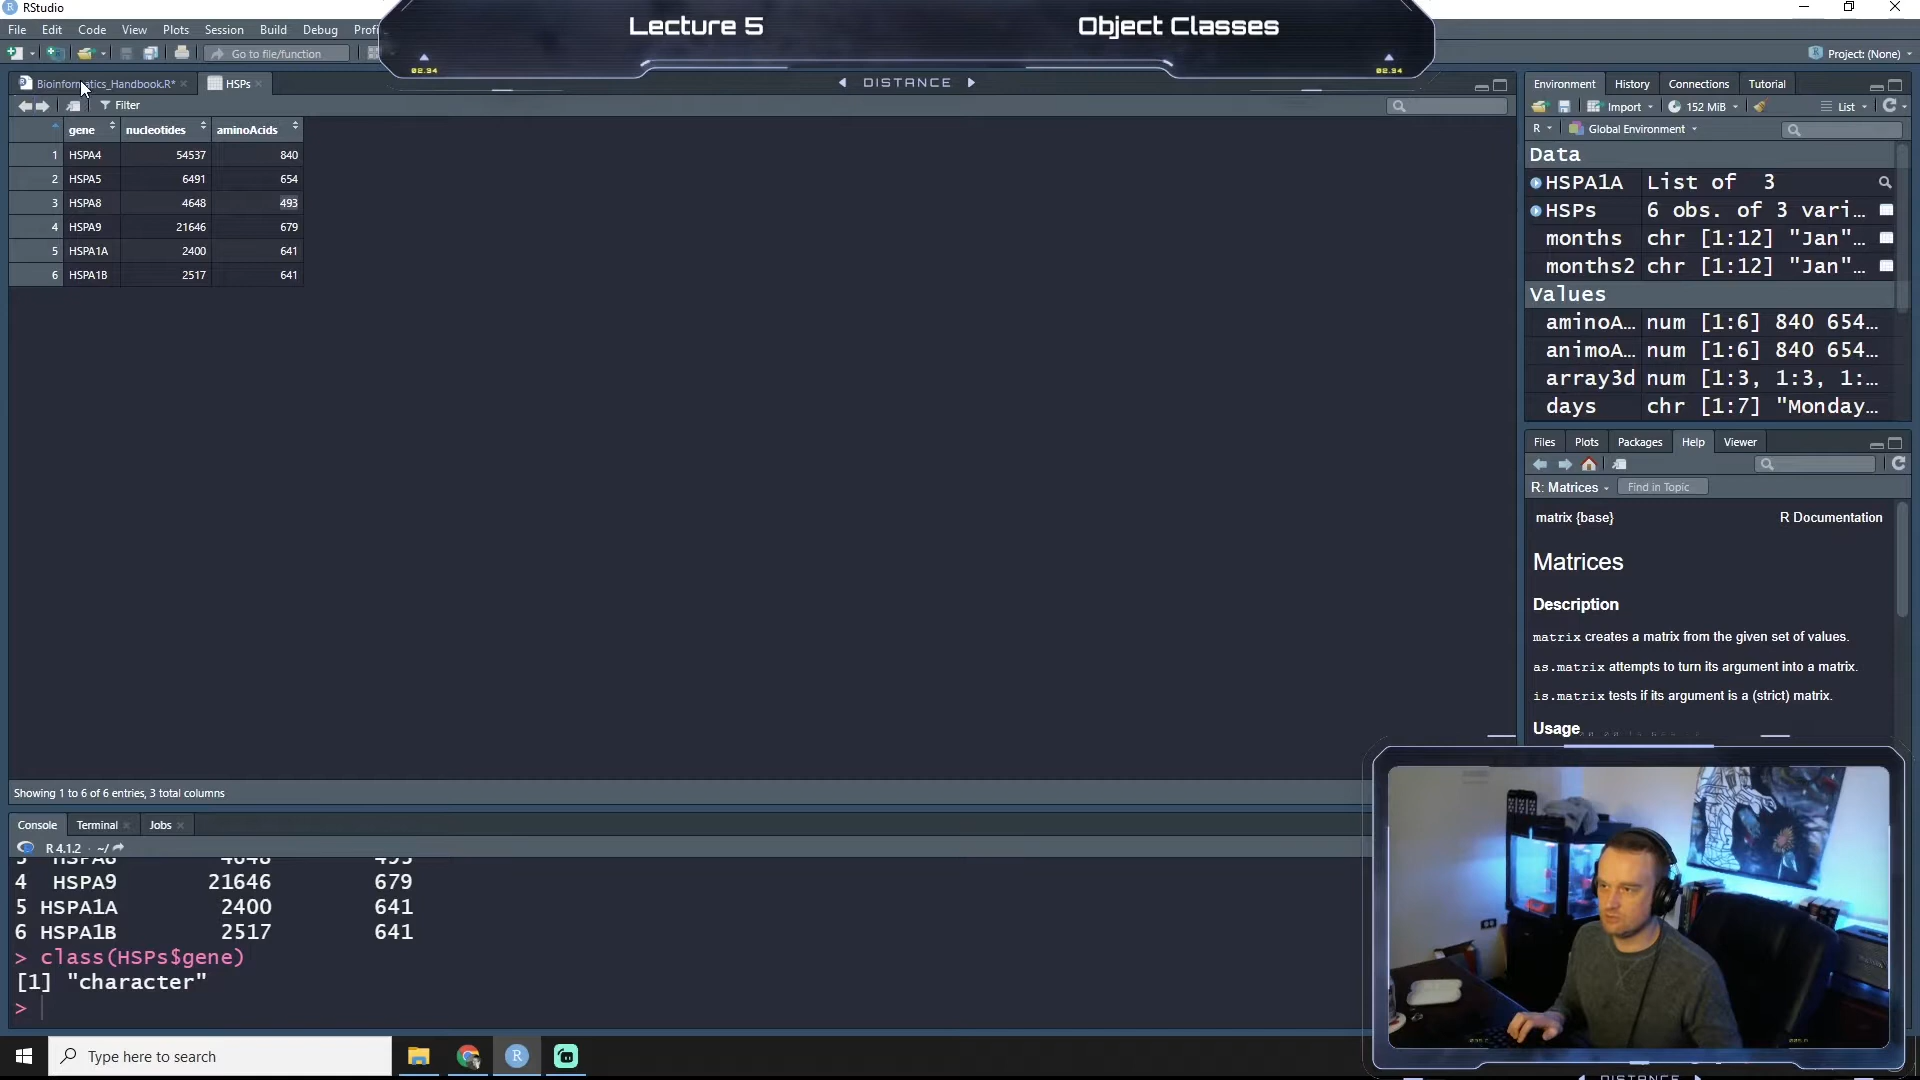 RStudio
Lecture 5
Object Classes
File Edit Code View Plots Session Build Debug
Go to file/function
Project: (None)
02.94
02.94
DISTANCE
Bioinformatics_Handbook.R*
HSPs
Filter
gene nucleotides aminoAcids
1 HSPA4 54537 840
2 HSPA5 6491 654
3 HSPA8 4648 493
4 HSPA9 21646 679
5 HSPA1A 2400 641
6 HSPA1B 2517 641
Showing 1 to 6 of 6 entries, 3 total columns
Environment History Connections Tutorial
Import 152 MiB List
R Global Environment
Data
HSPA1A List of 3
HSPs 6 obs. of 3 vari…
months chr [1:12] "Jan"…
months2 chr [1:12] "Jan"…
Values
aminoA… num [1:6] 840 654…
animoA… num [1:6] 840 654…
array3d num [1:3, 1:3, 1:…
days chr [1:7] "Monday…
Files Plots Packages Help Viewer
R: Matrices Find in Topic
matrix {base} R Documentation
Matrices
Description
matrix creates a matrix from the given set of values.
as.matrix attempts to turn its argument into a matrix.
is.matrix tests if its argument is a (strict) matrix.
Usage
Console Terminal Jobs
R 4.1.2 · ~/
4 HSPA9 21646 679
5 HSPA1A 2400 641
6 HSPA1B 2517 641
> class(HSPs$gene)
[1] "character"
>
Type here to search